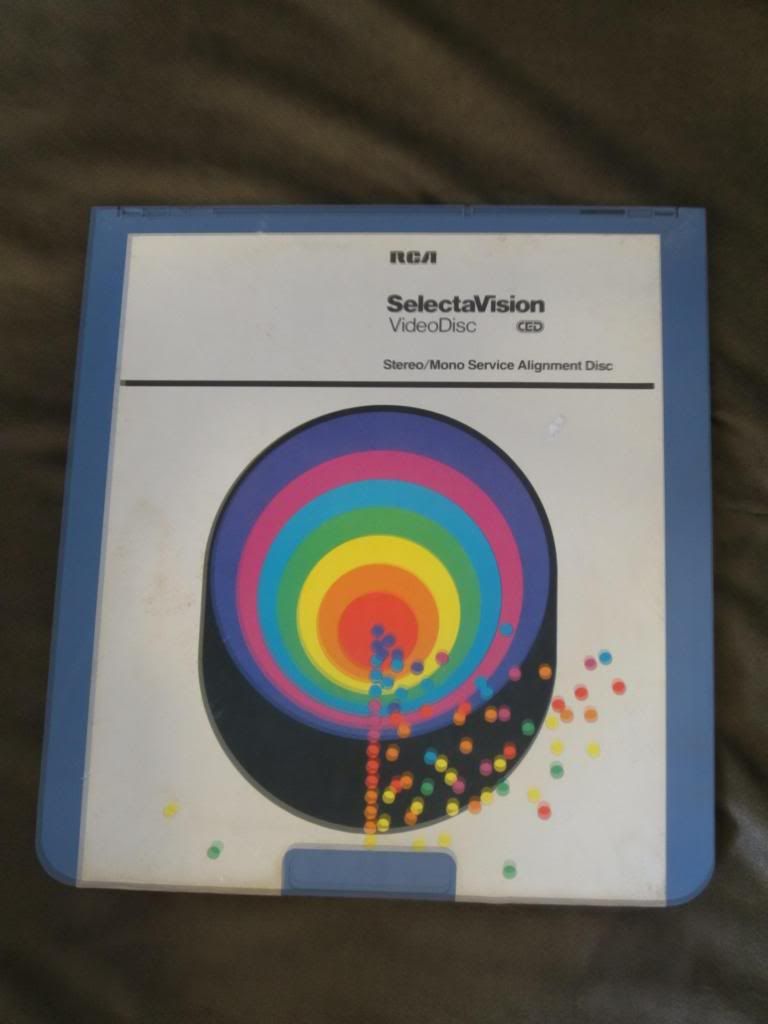 RCA
SelectaVision
VideoDisc CED
Stereo/Mono Service Alignment Disc